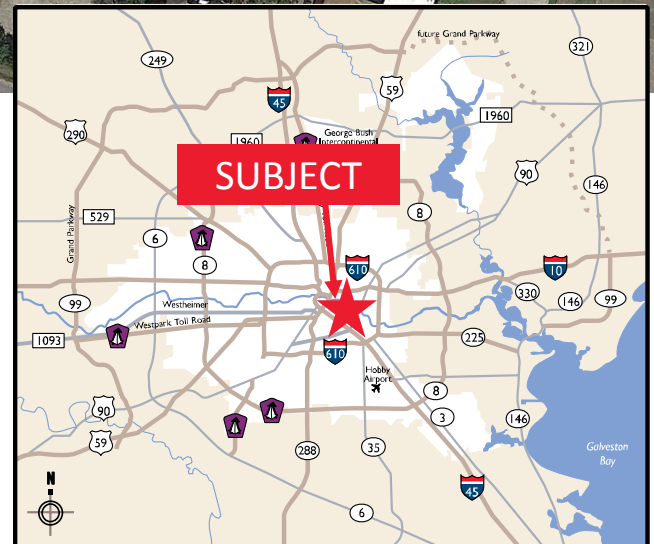 future Grand Parkway
321
249
59
45
1960
290
1960
George Bush
Intercontinental
SUBJECT
90
146
8
529
Grand Parkway
6
8
610
10
330
146
99
99
Westheimer
Westpark Toll Road
1093
225
610
Hobby
Airport
90
59
8
3
146
288
35
Galveston
Bay
N
45
6